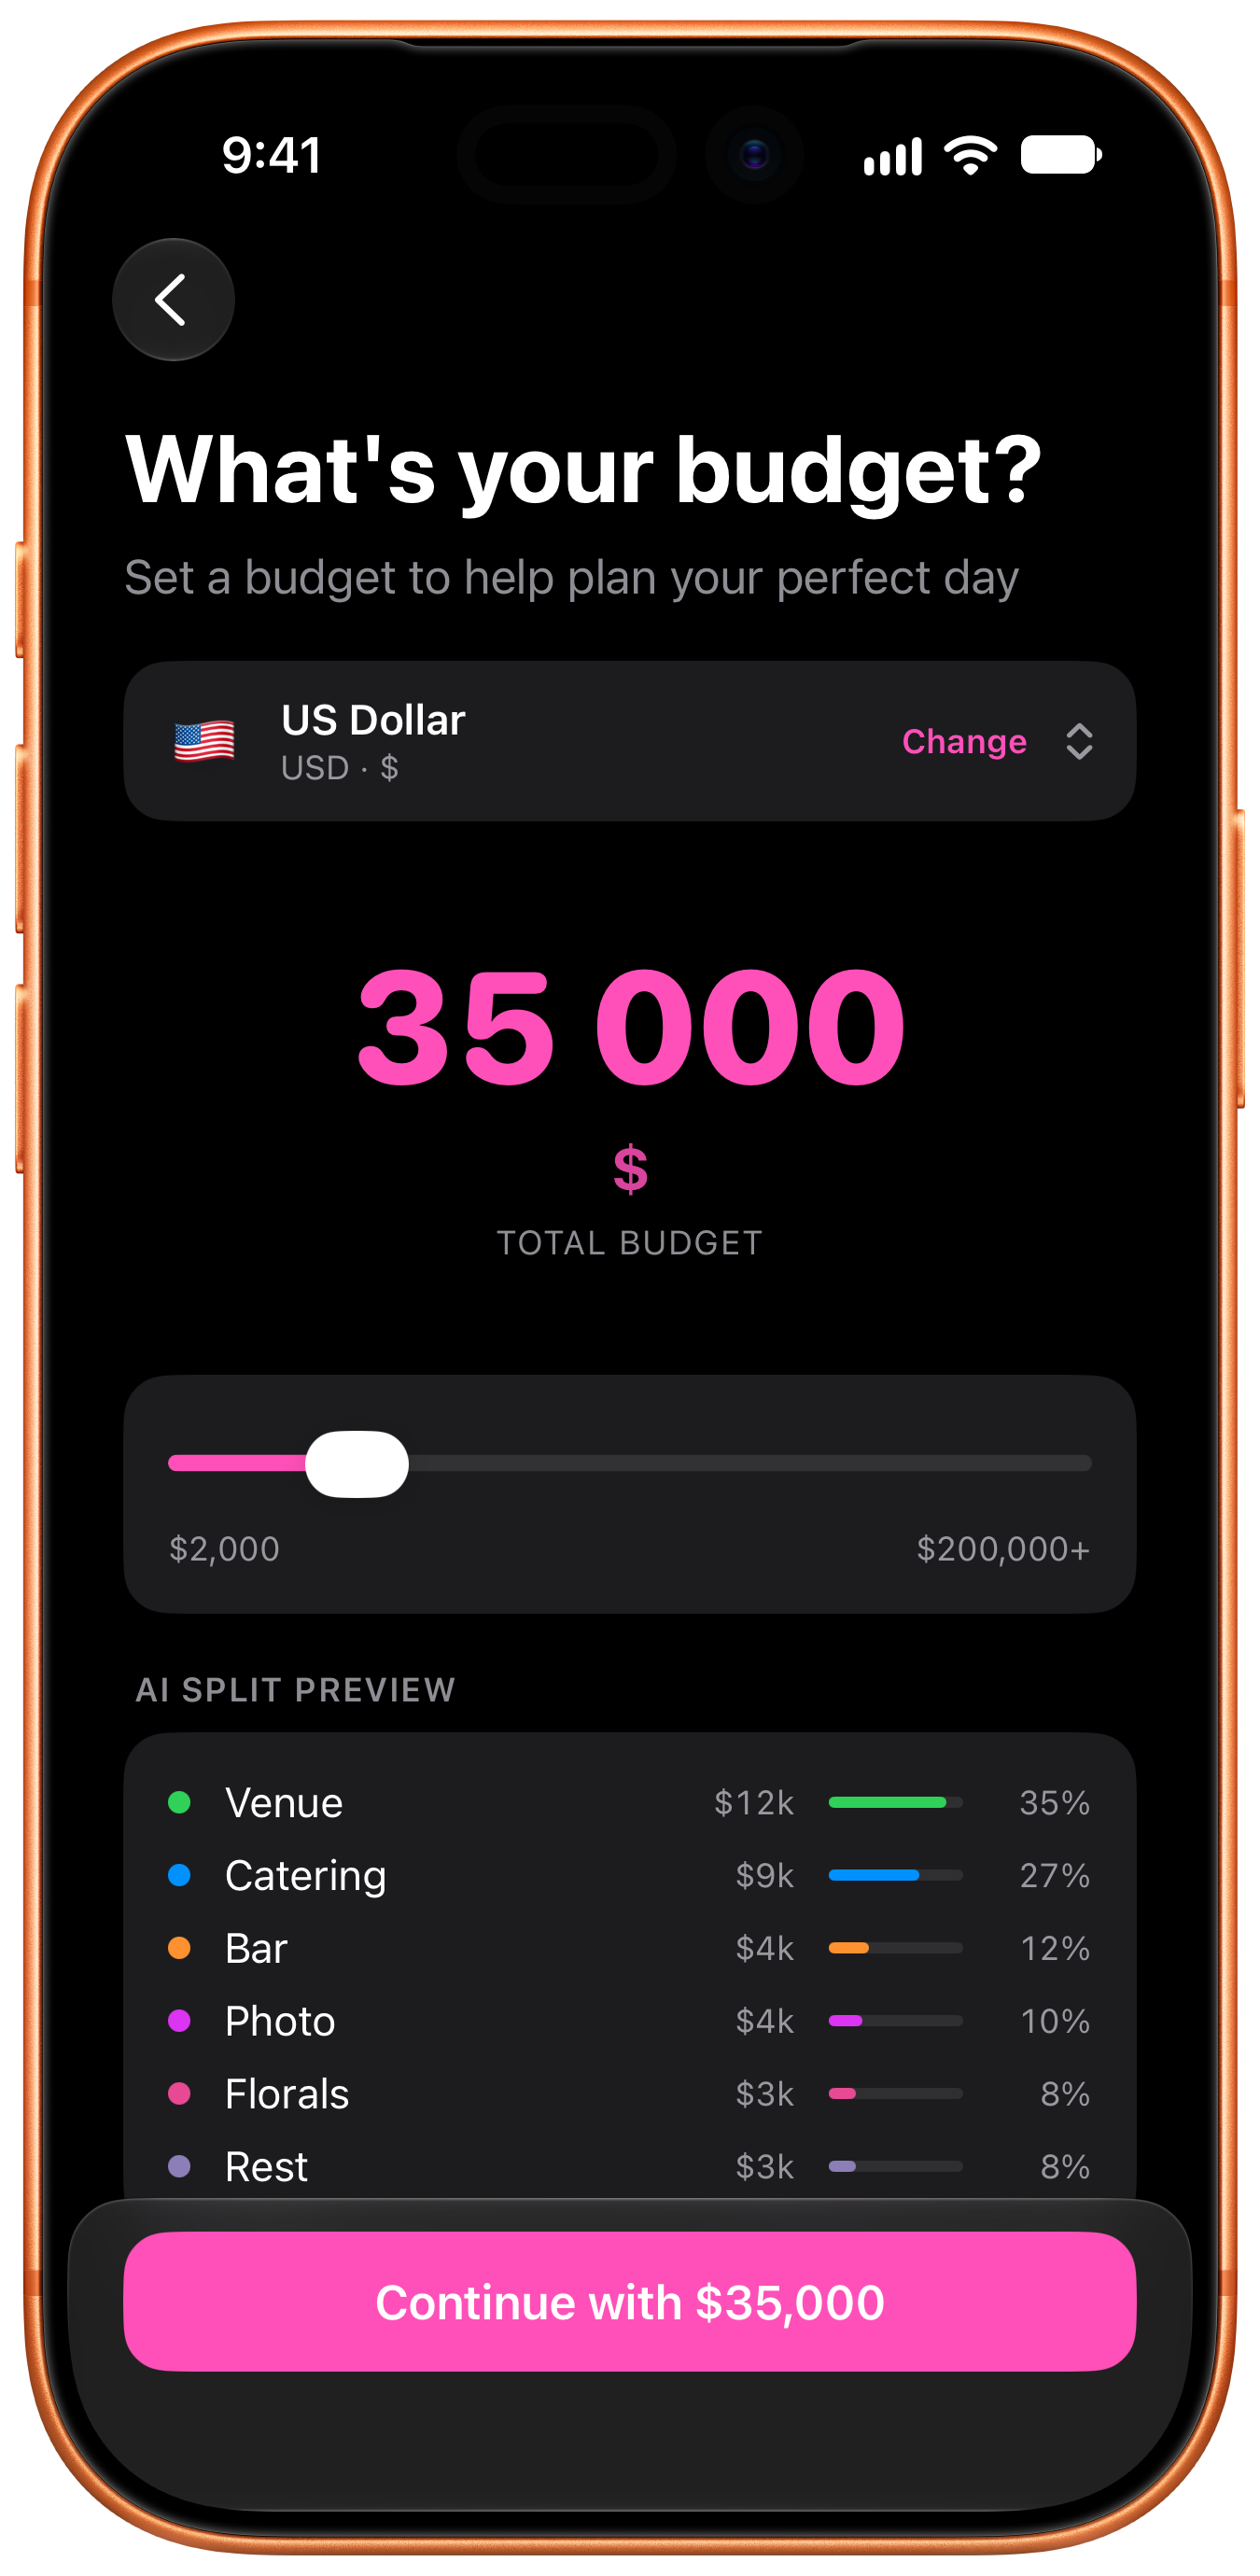 9:41
What's your budget?
Set a budget to help plan your perfect day
US Dollar
USD · $
Change
35 000
$
TOTAL BUDGET
$2,000
$200,000+
AI SPLIT PREVIEW
Venue $12k 35%
Catering $9k 27%
Bar $4k 12%
Photo $4k 10%
Florals $3k 8%
Rest $3k 8%
Continue with $35,000